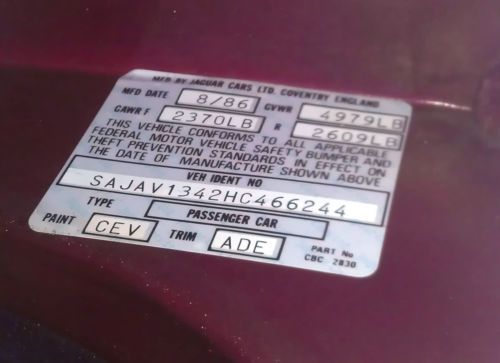 MFD BY JAGUAR CARS LTD. COVENTRY ENGLAND
MFD DATE 8/86 GVWR 4979LB
GAWR F 2370LB R 2609LB
THIS VEHICLE CONFORMS TO ALL APPLICABLE
FEDERAL MOTOR VEHICLE SAFETY BUMPER AND
THEFT PREVENTION STANDARDS IN EFFECT ON
THE DATE OF MANUFACTURE SHOWN ABOVE
VEH IDENT NO
SAJAV1342HC466244
TYPE PASSENGER CAR
PAINT CEV TRIM ADE
PART No
CBC 2830